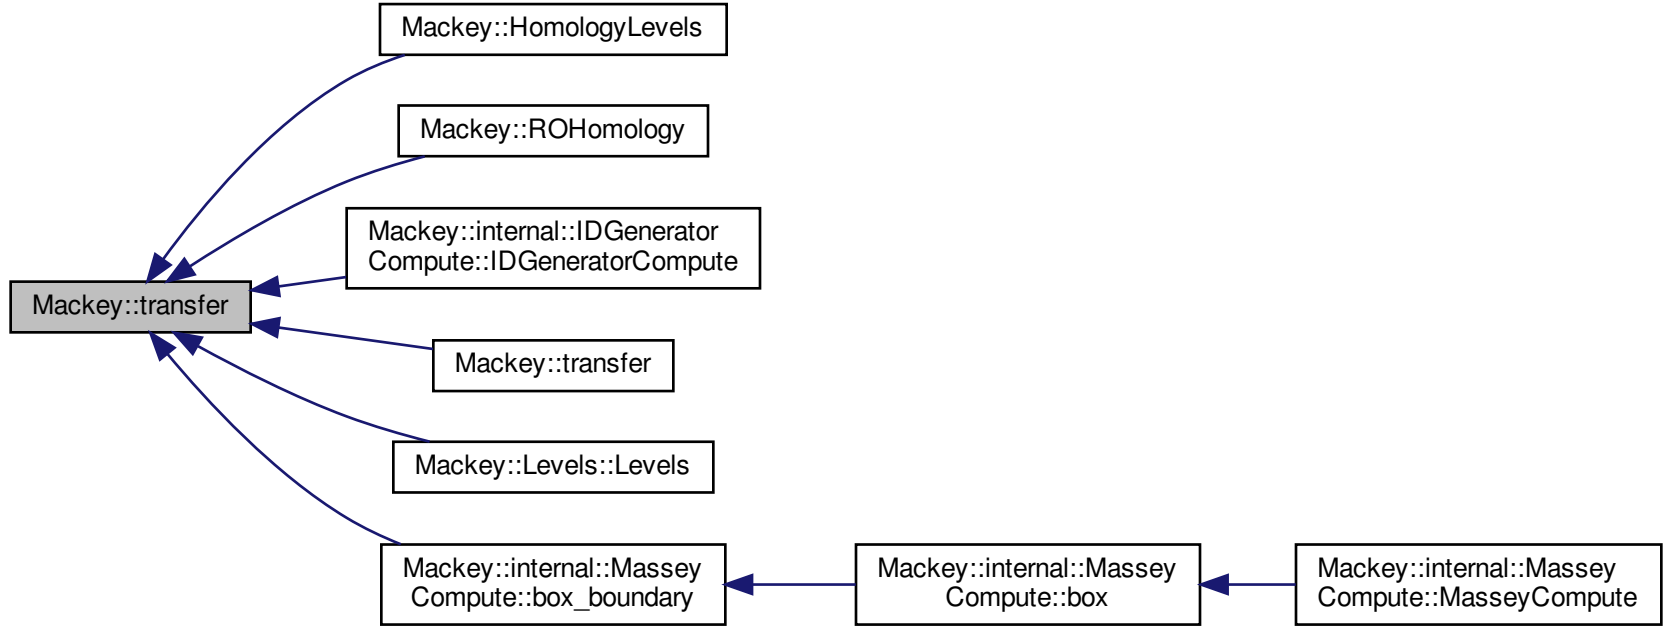 Mackey::HomologyLevels
Mackey::ROHomology
Mackey::internal::IDGenerator
Compute::IDGeneratorCompute
Mackey::transfer
Mackey::transfer
Mackey::Levels::Levels
Mackey::internal::Massey
Compute::box_boundary
Mackey::internal::Massey
Compute::box
Mackey::internal::Massey
Compute::MasseyCompute